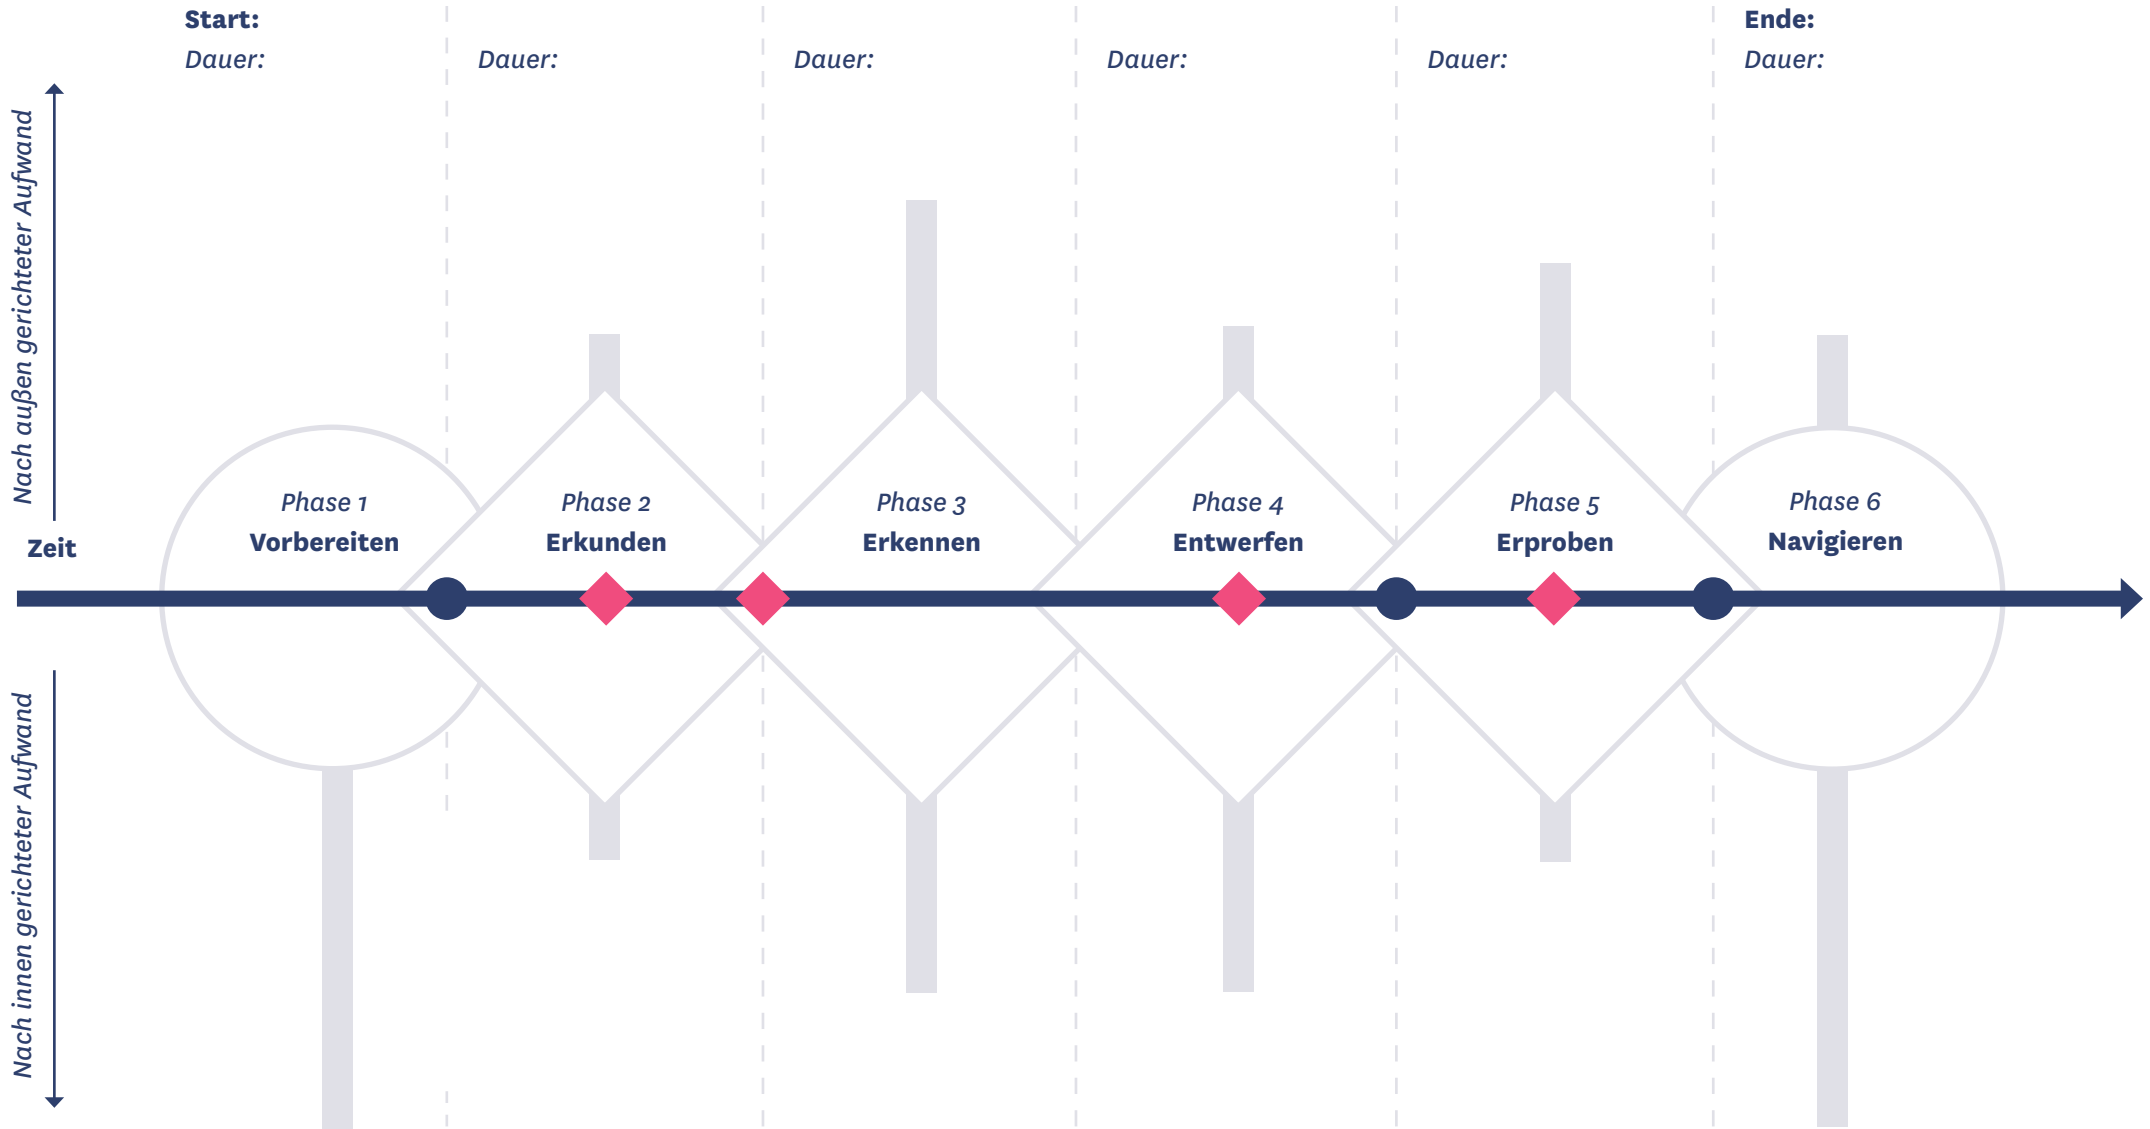 Start:
Dauer:
Dauer:
Dauer:
Dauer:
Dauer:
Ende:
Dauer:
Nach außen gerichteter Aufwand
Zeit
Phase 1
Vorbereiten
Phase 2
Erkunden
Phase 3
Erkennen
Phase 4
Entwerfen
Phase 5
Erproben
Phase 6
Navigieren
Nach innen gerichteter Aufwand